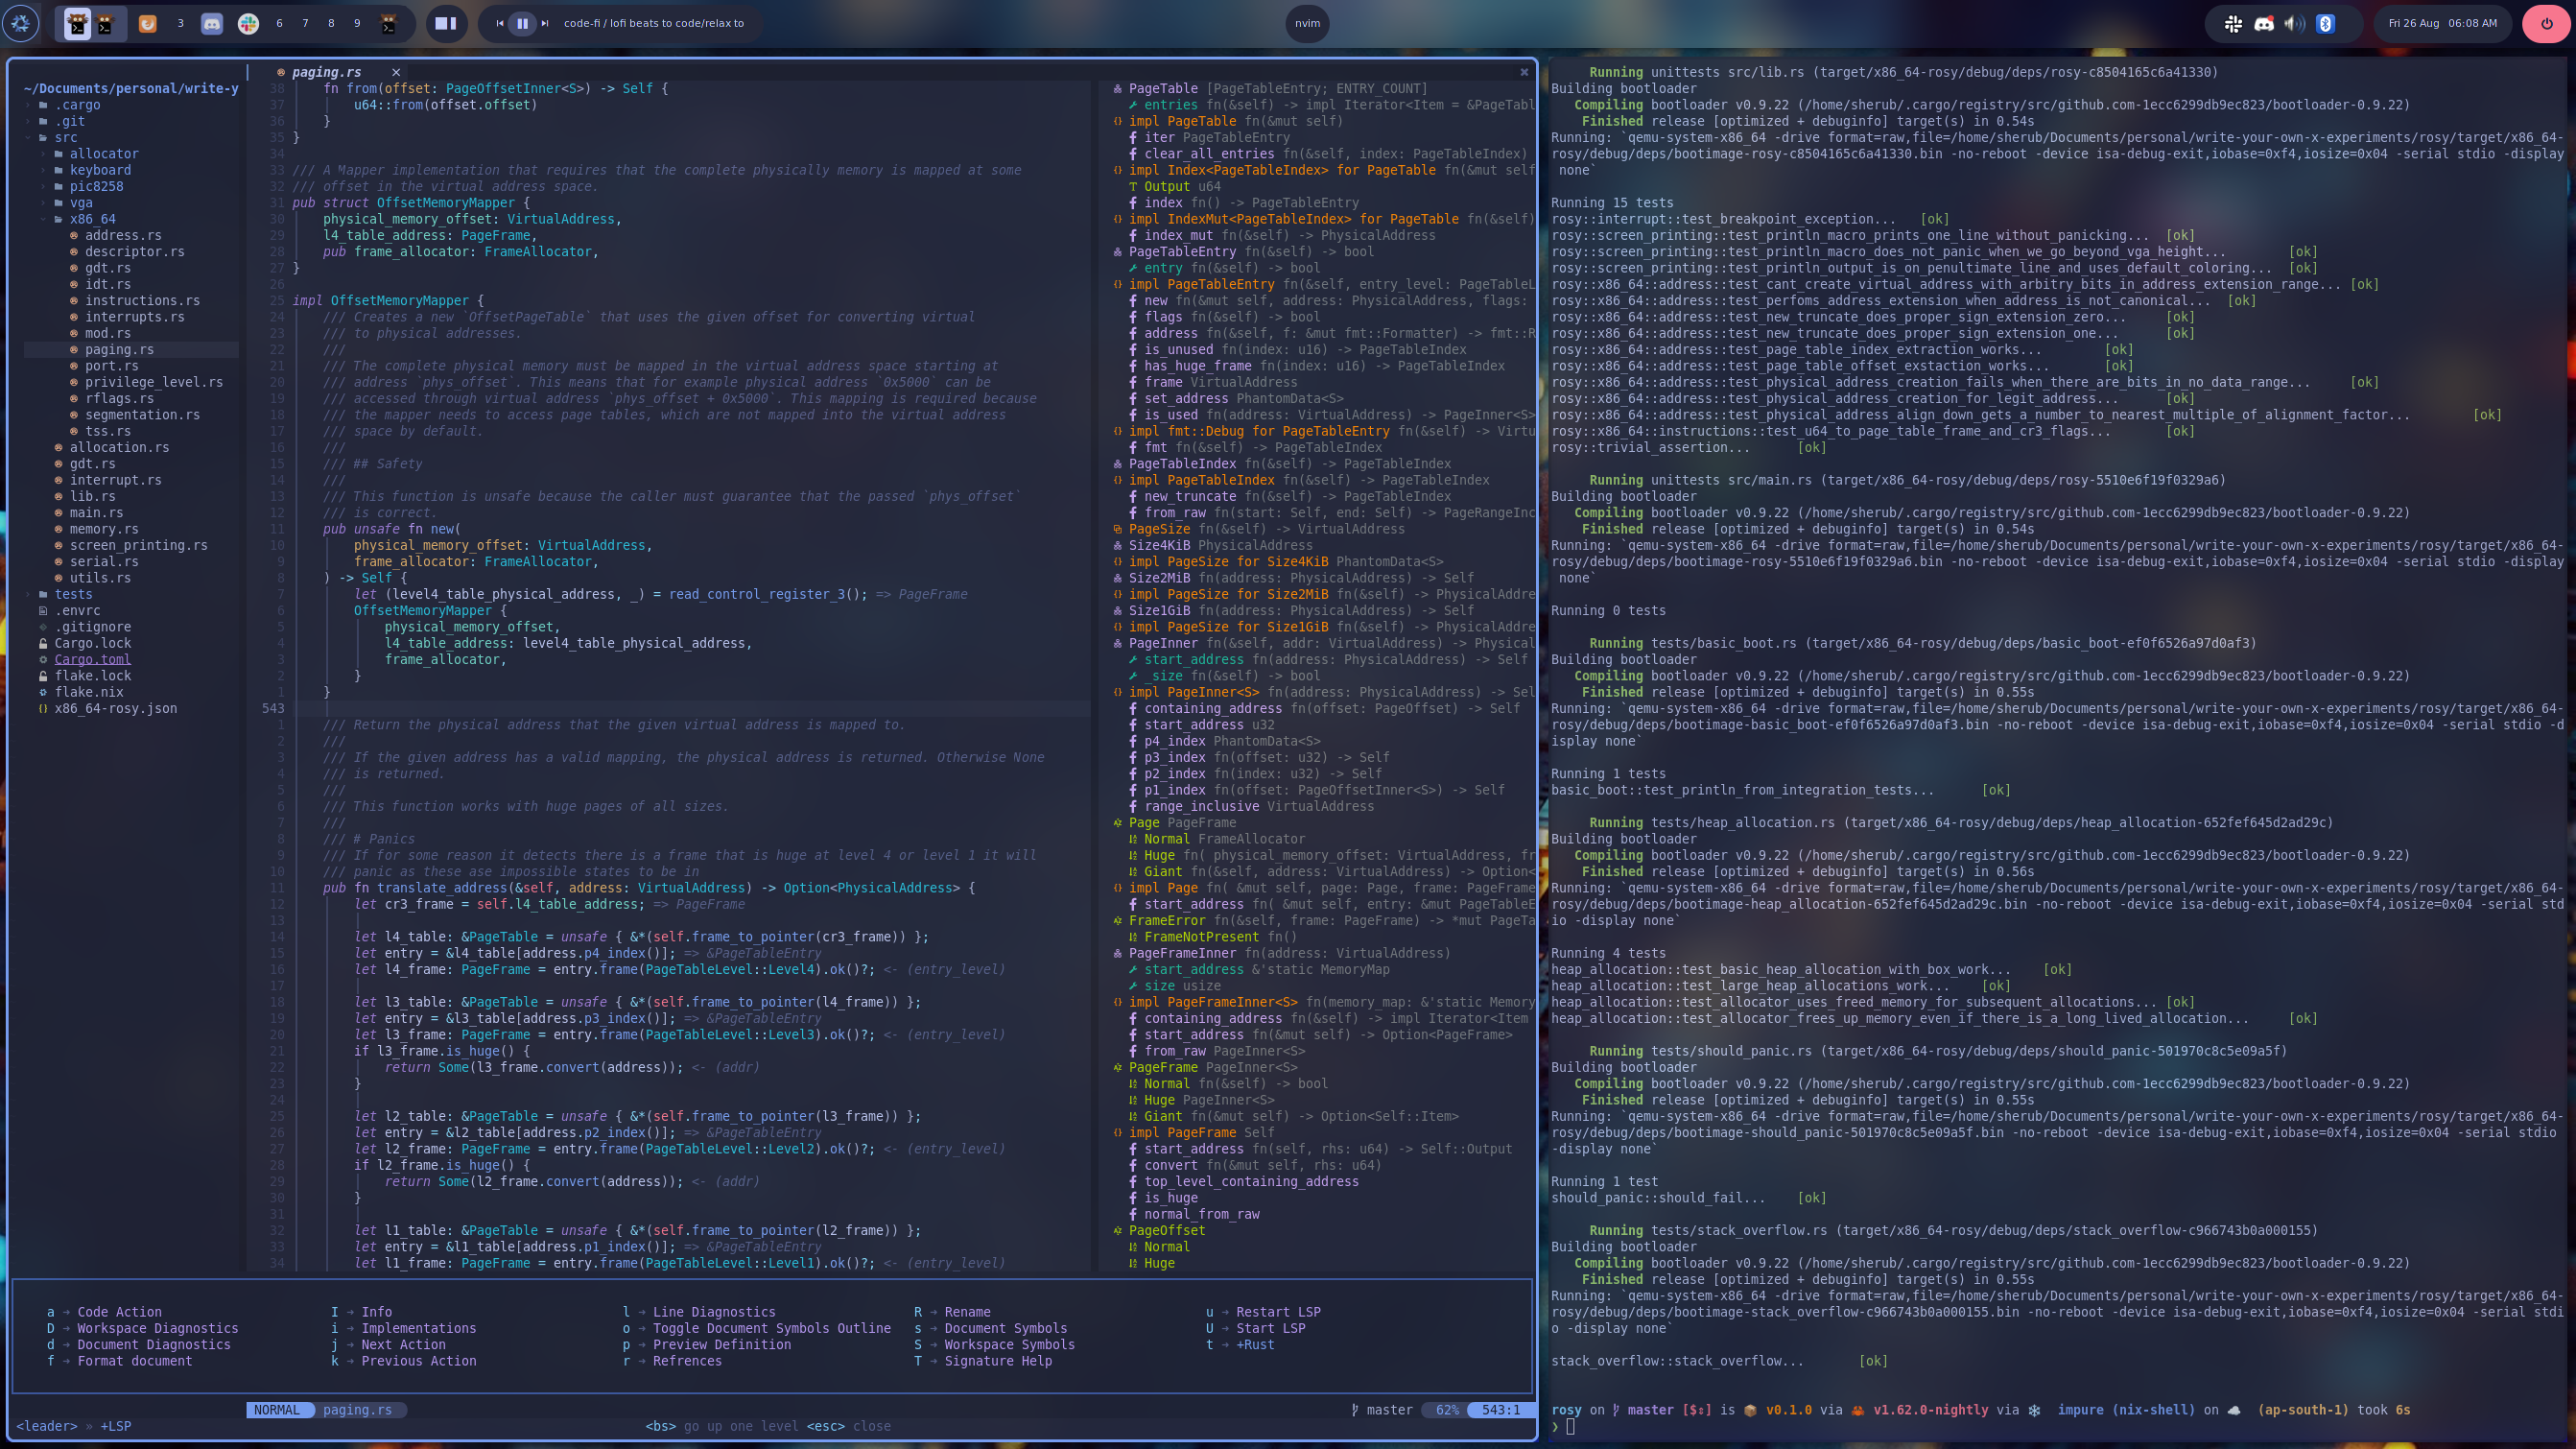 3
6
7
8
9
code-fi / lofi beats to code/relax to
nvim
Fri 26 Aug 06:08 AM
~/Documents/personal/write-y
.cargo
.git
src
allocator
keyboard
pic8258
vga
x86_64
address.rs
descriptor.rs
gdt.rs
idt.rs
instructions.rs
interrupts.rs
mod.rs
paging.rs
port.rs
privilege_level.rs
rflags.rs
segmentation.rs
tss.rs
allocation.rs
gdt.rs
interrupt.rs
lib.rs
main.rs
memory.rs
screen_printing.rs
serial.rs
utils.rs
tests
.envrc
.gitignore
Cargo.lock
Cargo.toml
flake.lock
flake.nix
x86_64-rosy.json
paging.rs
38 fn from(offset: PageOffsetInner<S>) -> Self {
37 u64::from(offset.offset)
36 }
35 }
34
33 /// A Mapper implementation that requires that the complete physically memory is mapped at some
32 /// offset in the virtual address space.
31 pub struct OffsetMemoryMapper {
30 physical_memory_offset: VirtualAddress,
29 l4_table_address: PageFrame,
28 pub frame_allocator: FrameAllocator,
27 }
26
25 impl OffsetMemoryMapper {
24 /// Creates a new `OffsetPageTable` that uses the given offset for converting virtual
23 /// to physical addresses.
22 ///
21 /// The complete physical memory must be mapped in the virtual address space starting at
20 /// address `phys_offset`. This means that for example physical address `0x5000` can be
19 /// accessed through virtual address `phys_offset + 0x5000`. This mapping is required because
18 /// the mapper needs to access page tables, which are not mapped into the virtual address
17 /// space by default.
16 ///
15 /// ## Safety
14 ///
13 /// This function is unsafe because the caller must guarantee that the passed `phys_offset`
12 /// is correct.
11 pub unsafe fn new(
10 physical_memory_offset: VirtualAddress,
9 frame_allocator: FrameAllocator,
8 ) -> Self {
7 let (level4_table_physical_address, _) = read_control_register_3(); => PageFrame
6 OffsetMemoryMapper {
5 physical_memory_offset,
4 l4_table_address: level4_table_physical_address,
3 frame_allocator,
2 }
1 }
543
1 /// Return the physical address that the given virtual address is mapped to.
2 ///
3 /// If the given address has a valid mapping, the physical address is returned. Otherwise None
4 /// is returned.
5 ///
6 /// This function works with huge pages of all sizes.
7 ///
8 /// # Panics
9 /// If for some reason it detects there is a frame that is huge at level 4 or level 1 it will
10 /// panic as these ase impossible states to be in
11 pub fn translate_address(&self, address: VirtualAddress) -> Option<PhysicalAddress> {
12 let cr3_frame = self.l4_table_address; => PageFrame
13
14 let l4_table: &PageTable = unsafe { &*(self.frame_to_pointer(cr3_frame)) };
15 let entry = &l4_table[address.p4_index()]; => &PageTableEntry
16 let l4_frame: PageFrame = entry.frame(PageTableLevel::Level4).ok()?; <- (entry_level)
17
18 let l3_table: &PageTable = unsafe { &*(self.frame_to_pointer(l4_frame)) };
19 let entry = &l3_table[address.p3_index()]; => &PageTableEntry
20 let l3_frame: PageFrame = entry.frame(PageTableLevel::Level3).ok()?; <- (entry_level)
21 if l3_frame.is_huge() {
22 return Some(l3_frame.convert(address)); <- (addr)
23 }
24
25 let l2_table: &PageTable = unsafe { &*(self.frame_to_pointer(l3_frame)) };
26 let entry = &l2_table[address.p2_index()]; => &PageTableEntry
27 let l2_frame: PageFrame = entry.frame(PageTableLevel::Level2).ok()?; <- (entry_level)
28 if l2_frame.is_huge() {
29 return Some(l2_frame.convert(address)); <- (addr)
30 }
31
32 let l1_table: &PageTable = unsafe { &*(self.frame_to_pointer(l2_frame)) };
33 let entry = &l1_table[address.p1_index()]; => &PageTableEntry
34 let l1_frame: PageFrame = entry.frame(PageTableLevel::Level1).ok()?; <- (entry_level)
PageTable [PageTableEntry; ENTRY_COUNT]
entries fn(&self) -> impl Iterator<Item = &PageTabl
{} impl PageTable fn(&mut self)
iter PageTableEntry
clear_all_entries fn(&self, index: PageTableIndex)
{} impl Index<PageTableIndex> for PageTable fn(&mut self
Output u64
index fn() -> PageTableEntry
{} impl IndexMut<PageTableIndex> for PageTable fn(&self)
index_mut fn(&self) -> PhysicalAddress
PageTableEntry fn(&self) -> bool
entry fn(&self) -> bool
{} impl PageTableEntry fn(&self, entry_level: PageTableL
new fn(&mut self, address: PhysicalAddress, flags:
flags fn(&self) -> bool
address fn(&self, f: &mut fmt::Formatter) -> fmt::R
is_unused fn(index: u16) -> PageTableIndex
has_huge_frame fn(index: u16) -> PageTableIndex
frame VirtualAddress
set_address PhantomData<S>
is_used fn(address: VirtualAddress) -> PageInner<S>
{} impl fmt::Debug for PageTableEntry fn(&self) -> Virtu
fmt fn(&self) -> PageTableIndex
PageTableIndex fn(&self) -> PageTableIndex
{} impl PageTableIndex fn(&self) -> PageTableIndex
new_truncate fn(&self) -> PageTableIndex
from_raw fn(start: Self, end: Self) -> PageRangeInc
PageSize fn(&self) -> VirtualAddress
Size4KiB PhysicalAddress
{} impl PageSize for Size4KiB PhantomData<S>
Size2MiB fn(address: PhysicalAddress) -> Self
{} impl PageSize for Size2MiB fn(&self) -> PhysicalAddre
Size1GiB fn(address: PhysicalAddress) -> Self
{} impl PageSize for Size1GiB fn(&self) -> PhysicalAddre
PageInner fn(&self, addr: VirtualAddress) -> Physical
start_address fn(address: PhysicalAddress) -> Self
_size fn(&self) -> bool
{} impl PageInner<S> fn(address: PhysicalAddress) -> Sel
containing_address fn(offset: PageOffset) -> Self
start_address u32
p4_index PhantomData<S>
p3_index fn(offset: u32) -> Self
p2_index fn(index: u32) -> Self
p1_index fn(offset: PageOffsetInner<S>) -> Self
range_inclusive VirtualAddress
Page PageFrame
Normal FrameAllocator
Huge fn( physical_memory_offset: VirtualAddress, fr
Giant fn(&self, address: VirtualAddress) -> Option<
{} impl Page fn( &mut self, page: Page, frame: PageFrame
start_address fn( &mut self, entry: &mut PageTableE
FrameError fn(&self, frame: PageFrame) -> *mut PageTa
FrameNotPresent fn()
PageFrameInner fn(address: VirtualAddress)
start_address &'static MemoryMap
size usize
{} impl PageFrameInner<S> fn(memory_map: &'static Memory
containing_address fn(&self) -> impl Iterator<Item
start_address fn(&mut self) -> Option<PageFrame>
from_raw PageInner<S>
PageFrame PageInner<S>
Normal fn(&self) -> bool
Huge PageInner<S>
Giant fn(&mut self) -> Option<Self::Item>
{} impl PageFrame Self
start_address fn(self, rhs: u64) -> Self::Output
convert fn(&mut self, rhs: u64)
top_level_containing_address
is_huge
normal_from_raw
PageOffset
Normal
Huge
a → Code Action I → Info l → Line Diagnostics R → Rename u → Restart LSP
D → Workspace Diagnostics i → Implementations o → Toggle Document Symbols Outline s → Document Symbols U → Start LSP
d → Document Diagnostics j → Next Action p → Preview Definition S → Workspace Symbols t → +Rust
f → Format document k → Previous Action r → Refrences T → Signature Help
NORMAL paging.rs master 62% 543:1
<leader> » +LSP <bs> go up one level <esc> close
Running unittests src/lib.rs (target/x86_64-rosy/debug/deps/rosy-c8504165c6a41330)
Building bootloader
Compiling bootloader v0.9.22 (/home/sherub/.cargo/registry/src/github.com-1ecc6299db9ec823/bootloader-0.9.22)
Finished release [optimized + debuginfo] target(s) in 0.54s
Running: `qemu-system-x86_64 -drive format=raw,file=/home/sherub/Documents/personal/write-your-own-x-experiments/rosy/target/x86_64-
rosy/debug/deps/bootimage-rosy-c8504165c6a41330.bin -no-reboot -device isa-debug-exit,iobase=0xf4,iosize=0x04 -serial stdio -display
none`
Running 15 tests
rosy::interrupt::test_breakpoint_exception... [ok]
rosy::screen_printing::test_println_macro_prints_one_line_without_panicking... [ok]
rosy::screen_printing::test_println_macro_does_not_panic_when_we_go_beyond_vga_height... [ok]
rosy::screen_printing::test_println_output_is_on_penultimate_line_and_uses_default_coloring... [ok]
rosy::x86_64::address::test_cant_create_virtual_address_with_arbitry_bits_in_address_extension_range... [ok]
rosy::x86_64::address::test_perfoms_address_extension_when_address_is_not_canonical... [ok]
rosy::x86_64::address::test_new_truncate_does_proper_sign_extension_zero... [ok]
rosy::x86_64::address::test_new_truncate_does_proper_sign_extension_one... [ok]
rosy::x86_64::address::test_page_table_index_extraction_works... [ok]
rosy::x86_64::address::test_page_table_offset_exstaction_works... [ok]
rosy::x86_64::address::test_physical_address_creation_fails_when_there_are_bits_in_no_data_range... [ok]
rosy::x86_64::address::test_physical_address_creation_for_legit_address... [ok]
rosy::x86_64::address::test_physical_address_align_down_gets_a_number_to_nearest_multiple_of_alignment_factor... [ok]
rosy::x86_64::instructions::test_u64_to_page_table_frame_and_cr3_flags... [ok]
rosy::trivial_assertion... [ok]
Running unittests src/main.rs (target/x86_64-rosy/debug/deps/rosy-5510e6f19f0329a6)
Building bootloader
Compiling bootloader v0.9.22 (/home/sherub/.cargo/registry/src/github.com-1ecc6299db9ec823/bootloader-0.9.22)
Finished release [optimized + debuginfo] target(s) in 0.54s
Running: `qemu-system-x86_64 -drive format=raw,file=/home/sherub/Documents/personal/write-your-own-x-experiments/rosy/target/x86_64-
rosy/debug/deps/bootimage-rosy-5510e6f19f0329a6.bin -no-reboot -device isa-debug-exit,iobase=0xf4,iosize=0x04 -serial stdio -display
none`
Running 0 tests
Running tests/basic_boot.rs (target/x86_64-rosy/debug/deps/basic_boot-ef0f6526a97d0af3)
Building bootloader
Compiling bootloader v0.9.22 (/home/sherub/.cargo/registry/src/github.com-1ecc6299db9ec823/bootloader-0.9.22)
Finished release [optimized + debuginfo] target(s) in 0.55s
Running: `qemu-system-x86_64 -drive format=raw,file=/home/sherub/Documents/personal/write-your-own-x-experiments/rosy/target/x86_64-
rosy/debug/deps/bootimage-basic_boot-ef0f6526a97d0af3.bin -no-reboot -device isa-debug-exit,iobase=0xf4,iosize=0x04 -serial stdio -d
isplay none`
Running 1 tests
basic_boot::test_println_from_integration_tests... [ok]
Running tests/heap_allocation.rs (target/x86_64-rosy/debug/deps/heap_allocation-652fef645d2ad29c)
Building bootloader
Compiling bootloader v0.9.22 (/home/sherub/.cargo/registry/src/github.com-1ecc6299db9ec823/bootloader-0.9.22)
Finished release [optimized + debuginfo] target(s) in 0.56s
Running: `qemu-system-x86_64 -drive format=raw,file=/home/sherub/Documents/personal/write-your-own-x-experiments/rosy/target/x86_64-
rosy/debug/deps/bootimage-heap_allocation-652fef645d2ad29c.bin -no-reboot -device isa-debug-exit,iobase=0xf4,iosize=0x04 -serial std
io -display none`
Running 4 tests
heap_allocation::test_basic_heap_allocation_with_box_work... [ok]
heap_allocation::test_large_heap_allocations_work... [ok]
heap_allocation::test_allocator_uses_freed_memory_for_subsequent_allocations... [ok]
heap_allocation::test_allocator_frees_up_memory_even_if_there_is_a_long_lived_allocation... [ok]
Running tests/should_panic.rs (target/x86_64-rosy/debug/deps/should_panic-501970c8c5e09a5f)
Building bootloader
Compiling bootloader v0.9.22 (/home/sherub/.cargo/registry/src/github.com-1ecc6299db9ec823/bootloader-0.9.22)
Finished release [optimized + debuginfo] target(s) in 0.55s
Running: `qemu-system-x86_64 -drive format=raw,file=/home/sherub/Documents/personal/write-your-own-x-experiments/rosy/target/x86_64-
rosy/debug/deps/bootimage-should_panic-501970c8c5e09a5f.bin -no-reboot -device isa-debug-exit,iobase=0xf4,iosize=0x04 -serial stdio
-display none`
Running 1 test
should_panic::should_fail... [ok]
Running tests/stack_overflow.rs (target/x86_64-rosy/debug/deps/stack_overflow-c966743b0a000155)
Building bootloader
Compiling bootloader v0.9.22 (/home/sherub/.cargo/registry/src/github.com-1ecc6299db9ec823/bootloader-0.9.22)
Finished release [optimized + debuginfo] target(s) in 0.55s
Running: `qemu-system-x86_64 -drive format=raw,file=/home/sherub/Documents/personal/write-your-own-x-experiments/rosy/target/x86_64-
rosy/debug/deps/bootimage-stack_overflow-c966743b0a000155.bin -no-reboot -device isa-debug-exit,iobase=0xf4,iosize=0x04 -serial stdi
o -display none`
stack_overflow::stack_overflow... [ok]
rosy on master [$⇕] is 📦 v0.1.0 via 🦀 v1.62.0-nightly via ❄️ impure (nix-shell) on ☁️ (ap-south-1) took 6s
❯